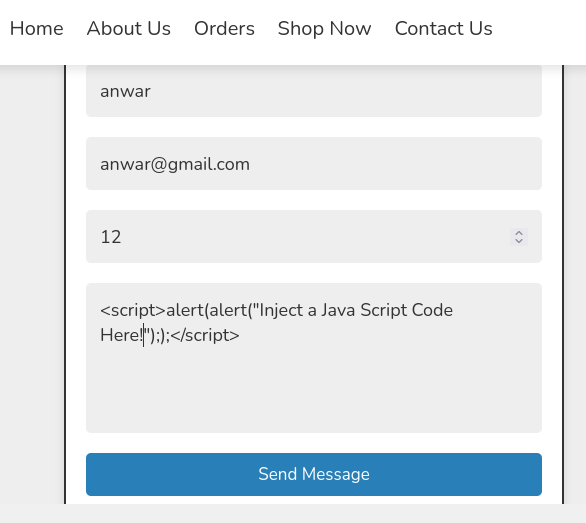 Home About Us Orders Shop Now Contact Us
anwar
anwar@gmail.com
12
<script>alert(alert("Inject a Java Script Code
Here!"););</script>
Send Message